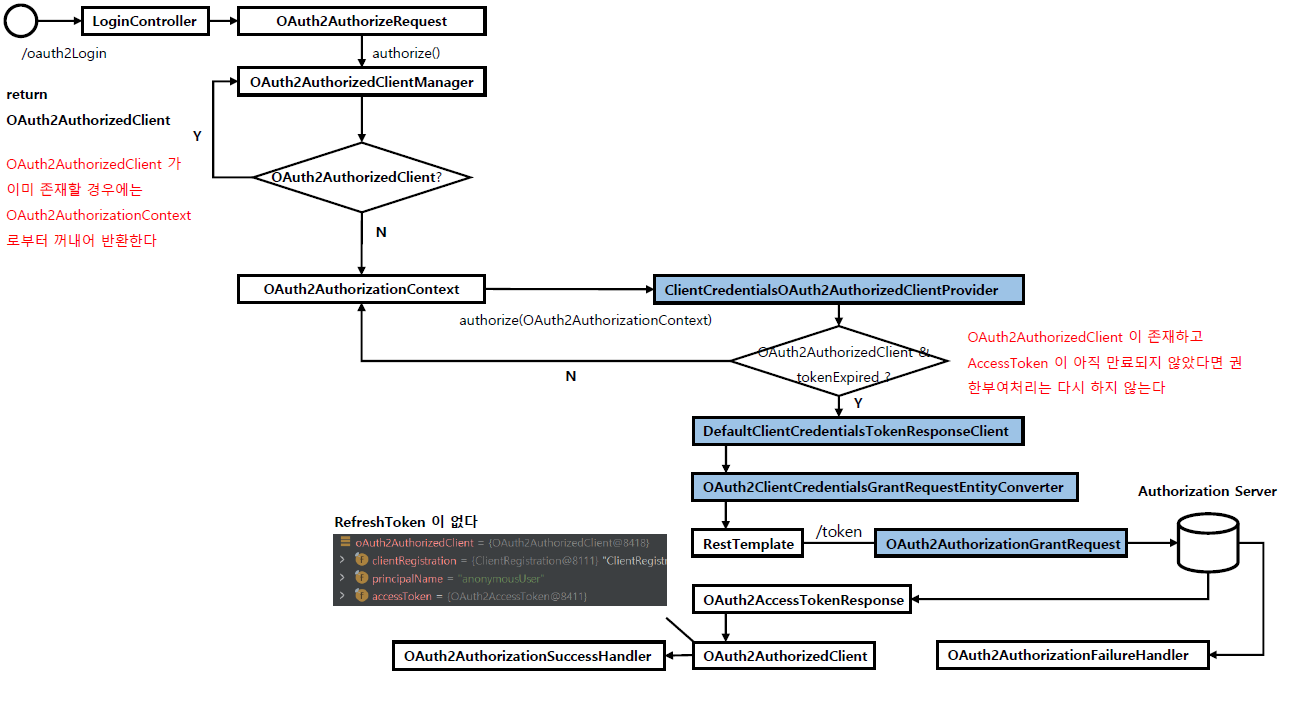 LoginController
OAuth2AuthorizeRequest
/oauth2Login
authorize()
OAuth2AuthorizedClientManager
return
OAuth2AuthorizedClient
Y
OAuth2AuthorizedClient 가
이미 존재할 경우에는
OAuth2AuthorizationContext
로부터 꺼내어 반환한다
OAuth2AuthorizedClient?
N
OAuth2AuthorizationContext
ClientCredentialsOAuth2AuthorizedClientProvider
authorize(OAuth2AuthorizationContext)
OAuth2AuthorizedClient &
tokenExpired ?
OAuth2AuthorizedClient 이 존재하고
AccessToken 이 아직 만료되지 않았다면 권
한부여처리는 다시 하지 않는다
N
Y
DefaultClientCredentialsTokenResponseClient
OAuth2ClientCredentialsGrantRequestEntityConverter
Authorization Server
RestTemplate
/token
OAuth2AuthorizationGrantRequest
RefreshToken 이 없다
oAuth2AuthorizedClient = {OAuth2AuthorizedClient@8418}
clientRegistration = {ClientRegistration@8111} "ClientRegistr
principalName = "anonymousUser"
accessToken = {OAuth2AccessToken@8411}
OAuth2AccessTokenResponse
OAuth2AuthorizationSuccessHandler
OAuth2AuthorizedClient
OAuth2AuthorizationFailureHandler